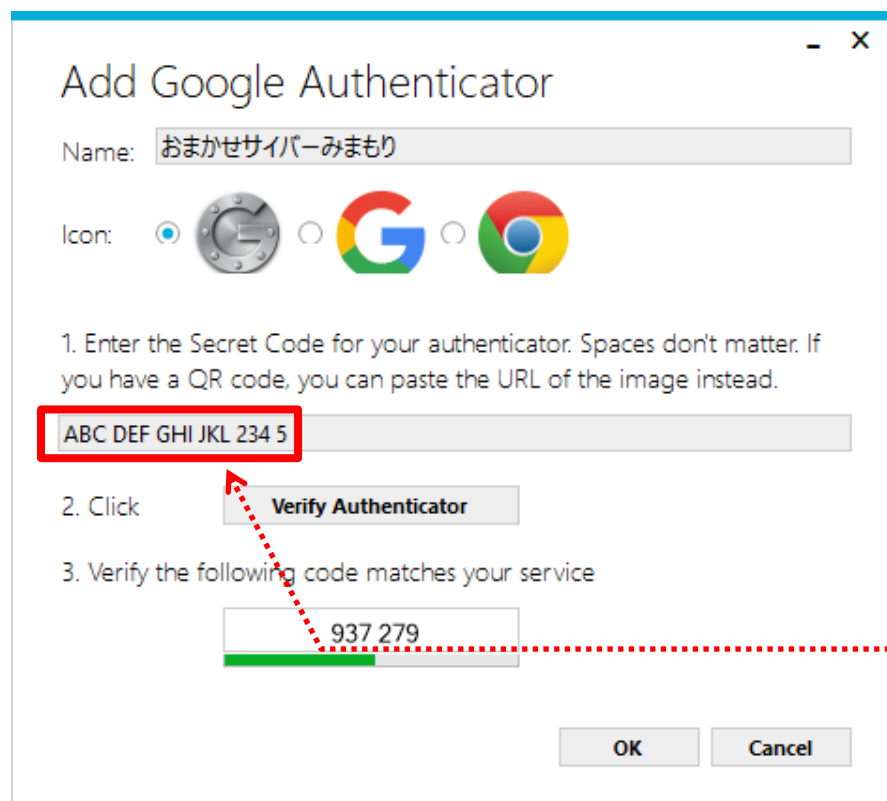 Add Google Authenticator
Name: おまかせサイバーみまもり
Icon:
1. Enter the Secret Code for your authenticator. Spaces don't matter. If
you have a QR code, you can paste the URL of the image instead.
ABC DEF GHI JKL 234 5
2. Click Verify Authenticator
3. Verify the following code matches your service
937 279
OK Cancel